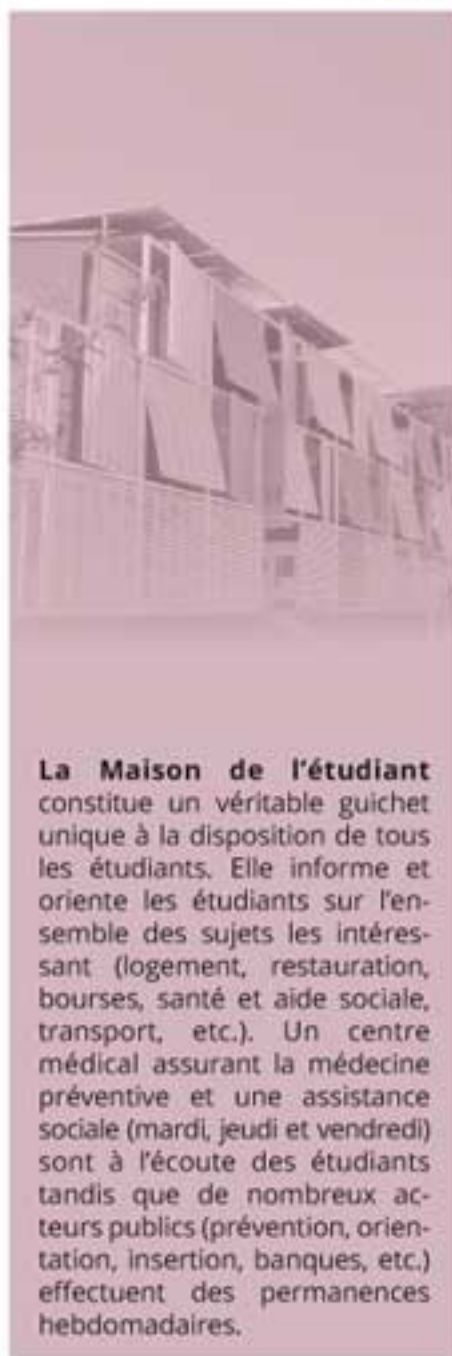 La Maison de l'étudiant
constitue un véritable guichet
unique à la disposition de tous
les étudiants. Elle informe et
oriente les étudiants sur l'en-
semble des sujets les intéres-
sant (logement, restauration,
bourses, santé et aide sociale,
transport, etc.). Un centre
médical assurant la médecine
préventive et une assistance
sociale (mardi, jeudi et vendredi)
sont à l'écoute des étudiants
tandis que de nombreux ac-
teurs publics (prévention, orien-
tation, insertion, banques, etc.)
effectuent des permanences
hebdomadaires.